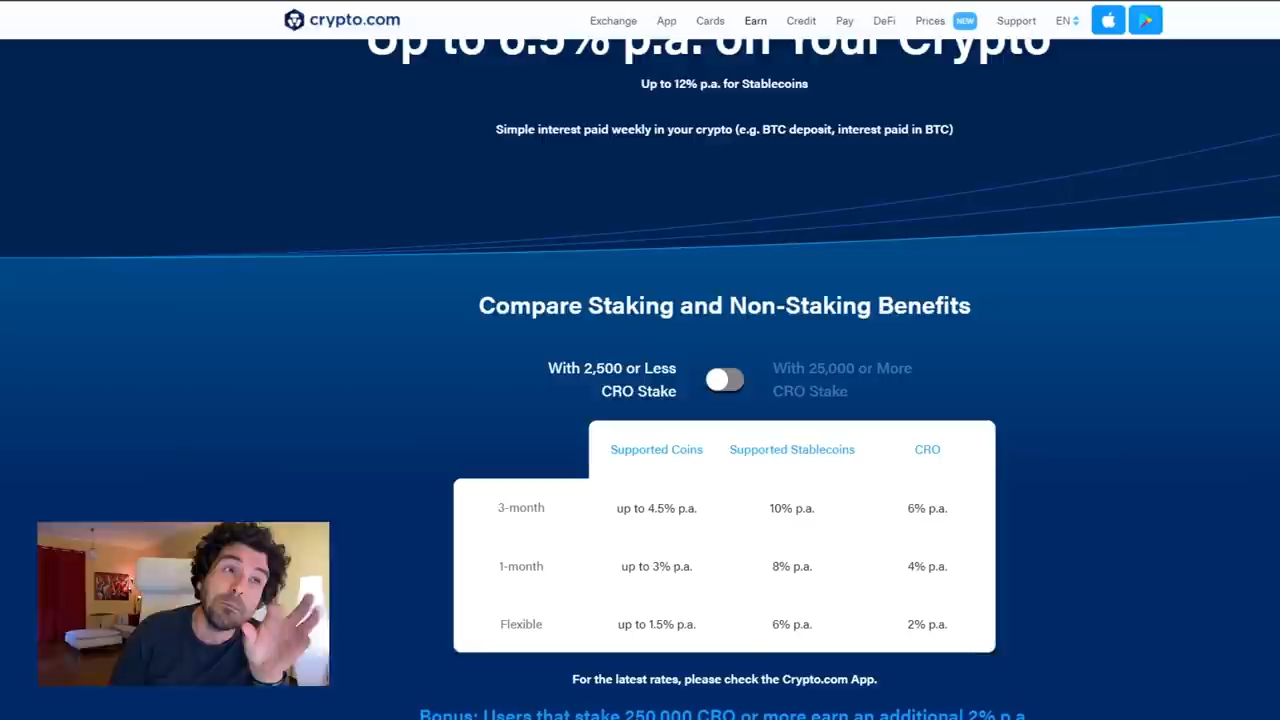 crypto.com Exchange App Cards Earn Credit Pay DeFi Prices NEW Support EN
Up to 6.5% p.a. on Your Crypto
Up to 12% p.a. for Stablecoins
Simple interest paid weekly in your crypto (e.g. BTC deposit, interest paid in BTC)
Compare Staking and Non-Staking Benefits
With 2,500 or Less
CRO Stake
With 25,000 or More
CRO Stake
Supported Coins Supported Stablecoins CRO
3-month up to 4.5% p.a. 10% p.a. 6% p.a.
1-month up to 3% p.a. 8% p.a. 4% p.a.
Flexible up to 1.5% p.a. 6% p.a. 2% p.a.
For the latest rates, please check the Crypto.com App.
Bonus: Users that stake 250,000 CRO or more earn an additional 2% p.a.